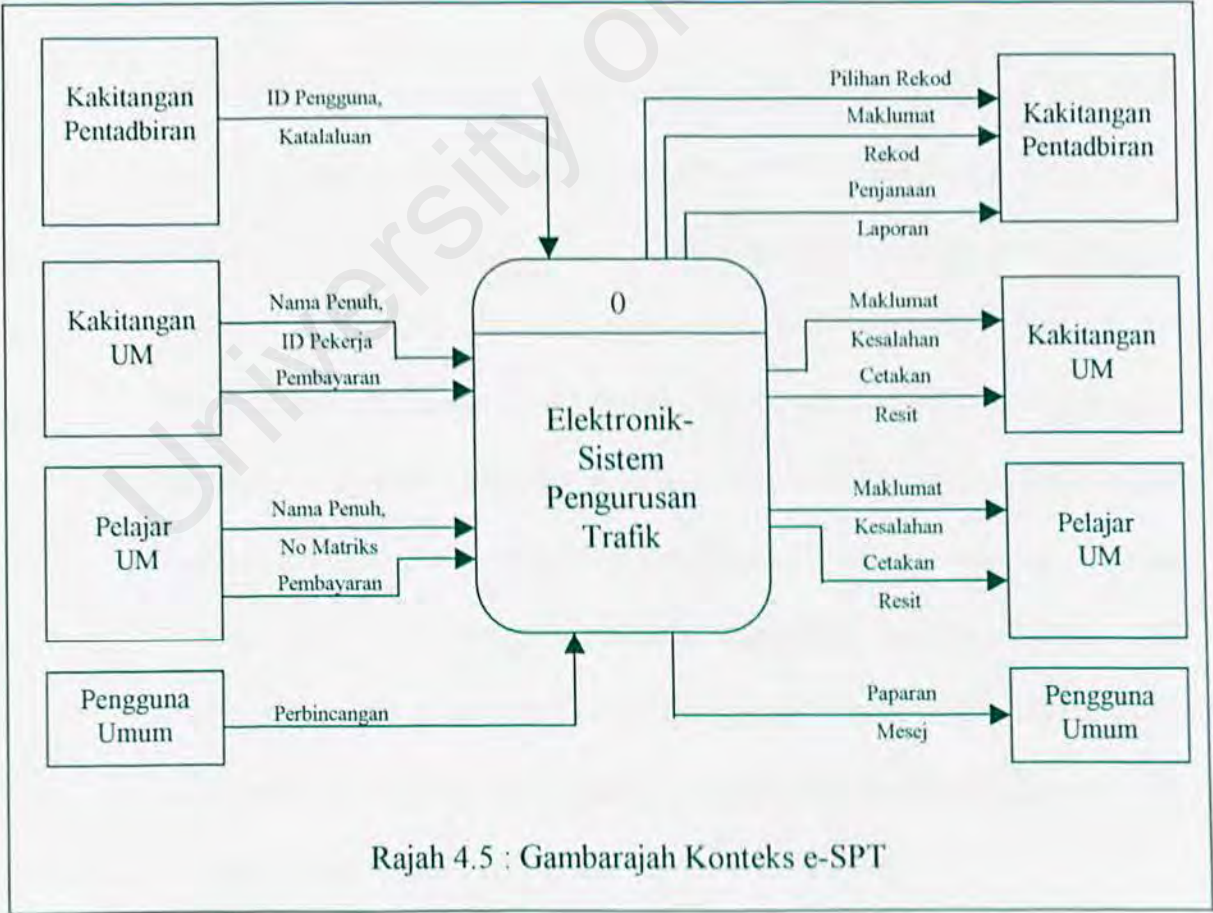 Kakitangan
Pentadbiran
ID Pengguna,
Katalaluan
Pilihan Rekod
Maklumat
Rekod
Penjanaan
Laporan
Kakitangan
Pentadbiran
Kakitangan
UM
Nama Penuh,
ID Pekerja
Pembayaran
0
Elektronik-
Sistem
Pengurusan
Trafik
Maklumat
Kesalahan
Cetakan
Resit
Kakitangan
UM
Pelajar
UM
Nama Penuh,
No Matriks
Pembayaran
Maklumat
Kesalahan
Cetakan
Resit
Pelajar
UM
Pengguna
Umum
Perbincangan
Paparan
Mesej
Pengguna
Umum
Rajah 4.5 : Gambarajah Konteks e-SPT
University of